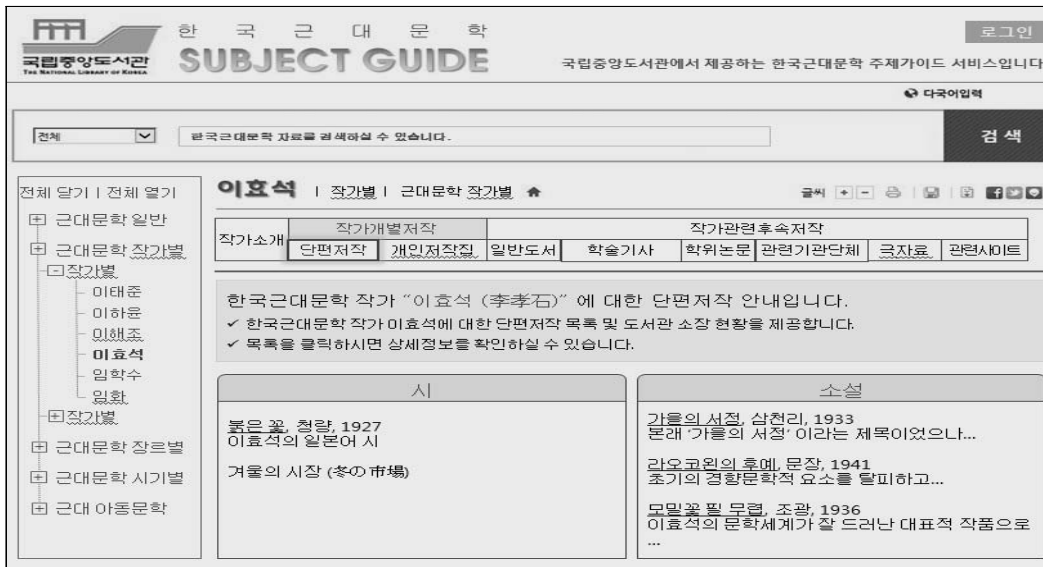 국립중앙도서관
THE NATIONAL LIBRARY OF KOREA
한 국 근 대 문 학
SUBJECT GUIDE
로그인
국립중앙도서관에서 제공하는 한국근대문학 주제가이드 서비스입니다
다국어입력
전체
한국근대문학 자료를 검색하실 수 있습니다.
검 색
전체 닫기 | 전체 열기
근대문학 일반
근대문학 작가별
작가별
이태준
이하윤
이해조
이효석
임학수
임화
작가별
근대문학 장르별
근대문학 시기별
근대 아동문학
이효석 | 작가별 | 근대문학 작가별
글씨 + -
작가소개
작가개별저작
작가관련후속저작
단편저작 개인저작집 일반도서 학술기사 학위논문 관련기관단체 극자료 관련사이트
한국근대문학 작가 “이효석 (李孝石)” 에 대한 단편저작 안내입니다.
✓ 한국근대문학 작가 이효석에 대한 단편저작 목록 및 도서관 소장 현황을 제공합니다.
✓ 목록을 클릭하시면 상세정보를 확인하실 수 있습니다.
시
붉은 꽃, 청량, 1927
이효석의 일본어 시
겨울의 시장 (冬の市場)
소설
가을의 서정, 삼천리, 1933
본래 ‘가을의 서정’ 이라는 제목이었으나...
라오코왼의 후예, 문장, 1941
초기의 경향문학적 요소를 탈피하고...
모밀꽃 필 무렵, 조광, 1936
이효석의 문학세계가 잘 드러난 대표적 작품으로
...